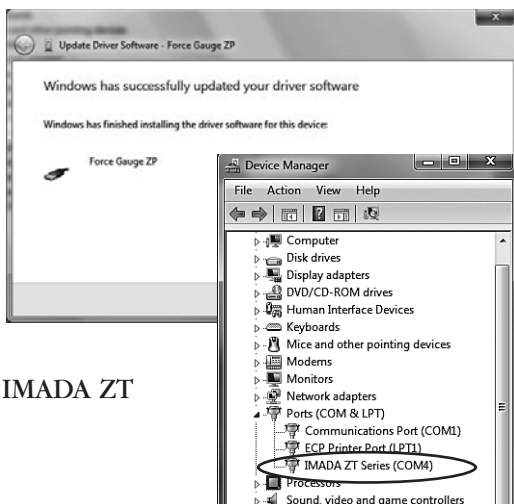 Update Driver Software - Force Gauge ZP
Windows has successfully updated your driver software
Windows has finished installing the driver software for this device:
Force Gauge ZP
Device Manager
File Action View Help
Computer
Disk drives
Display adapters
DVD/CD-ROM drives
Human Interface Devices
Keyboards
Mice and other pointing devices
Modems
Monitors
Network adapters
Ports (COM & LPT)
Communications Port (COM1)
ECP Printer Port (LPT1)
IMADA ZT Series (COM4)
Processors
Sound, video and game controllers
IMADA ZT